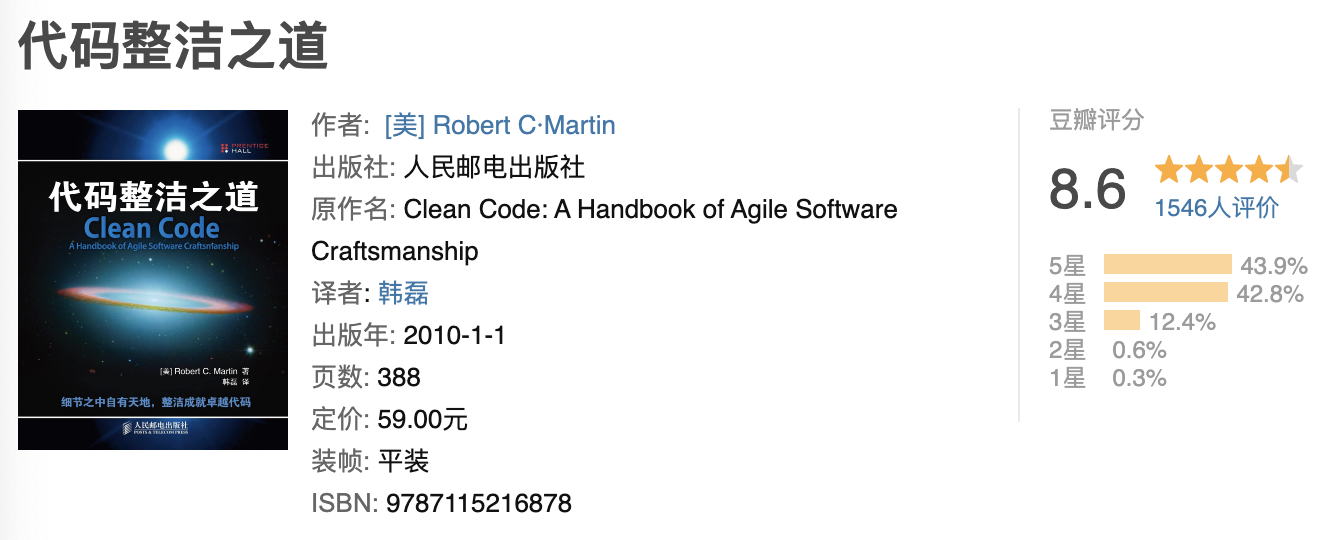 代码整洁之道
PRENTICE
HALL
代码整洁之道
Clean Code
A Handbook of Agile Software Craftsmanship
[美] Robert C. Martin 著
韩磊 译
细节之中自有天地，整洁成就卓越代码
人民邮电出版社
POSTS & TELECOM PRESS
作者: [美] Robert C·Martin
出版社: 人民邮电出版社
原作名: Clean Code: A Handbook of Agile Software
Craftsmanship
译者: 韩磊
出版年: 2010-1-1
页数: 388
定价: 59.00元
装帧: 平装
ISBN: 9787115216878
豆瓣评分
8.6
1546人评价
5星 43.9%
4星 42.8%
3星 12.4%
2星 0.6%
1星 0.3%